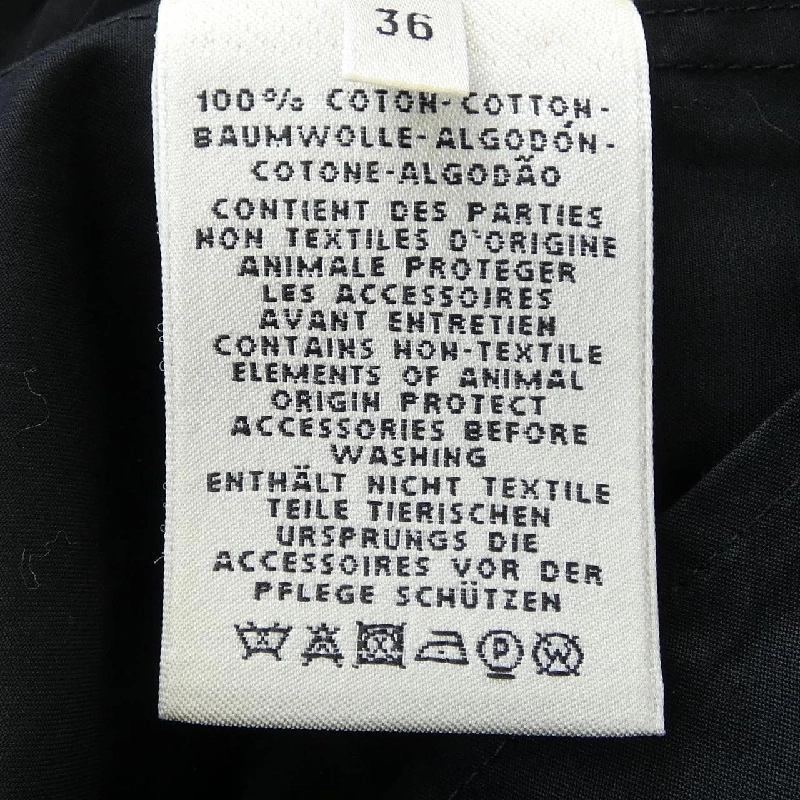 36
100% COTON-COTTON-
BAUMWOLLE-ALGODÓN-
COTONE-ALGODÃO
CONTIENT DES PARTIES
NON TEXTILES D'ORIGINE
ANIMALE PROTEGER
LES ACCESSOIRES
AVANT ENTRETIEN
CONTAINS NON-TEXTILE
ELEMENTS OF ANIMAL
ORIGIN PROTECT
ACCESSORIES BEFORE
WASHING
ENTHÄLT NICHT TEXTILE
TEILE TIERISCHEN
URSPRUNGS DIE
ACCESSOIRES VOR DER
PFLEGE SCHÜTZEN
P W